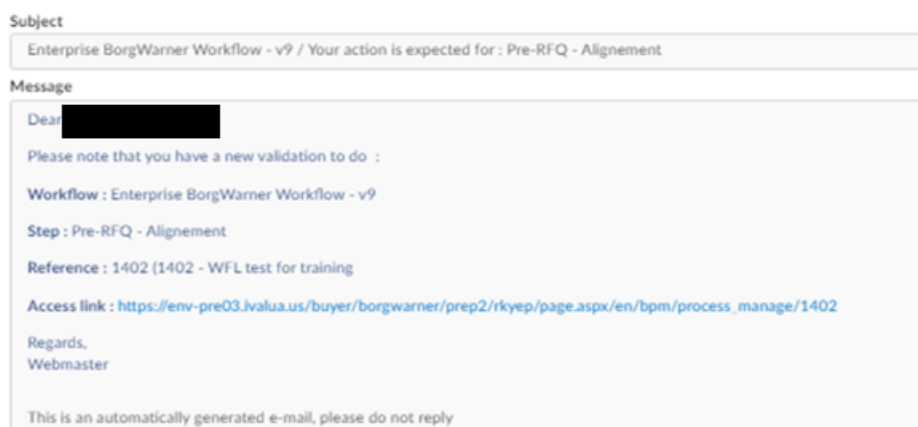 Subject
Enterprise BorgWarner Workflow - v9 / Your action is expected for : Pre-RFQ - Alignement
Message
Dear
Please note that you have a new validation to do :
Workflow : Enterprise BorgWarner Workflow - v9
Step : Pre-RFQ - Alignement
Reference : 1402 (1402 - WFL test for training
Access link : https://env-pre03.ivalua.us/buyer/borgwarner/prep2/rkyep/page.aspx/en/bpm/process_manage/1402
Regards,
Webmaster
This is an automatically generated e-mail, please do not reply